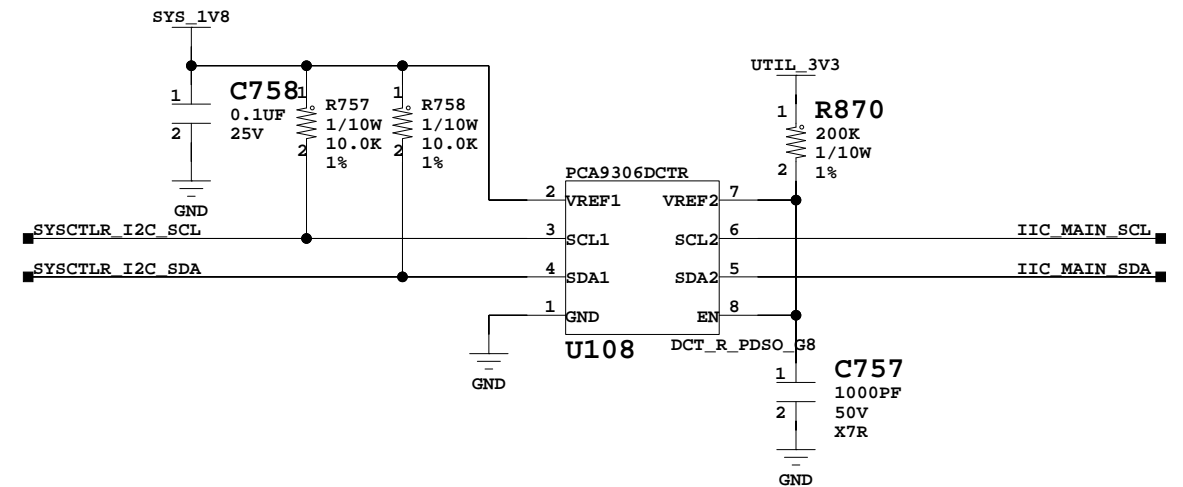 SYS_1V8
UTIL_3V3
1
C758
0.1UF
25V
2
GND
1
R757
1/10W
10.0K
1%
2
1
R758
1/10W
10.0K
1%
2
1
R870
200K
1/10W
1%
2
PCA9306DCTR
2
VREF1
VREF2
7
SYSCTLR_I2C_SCL
3
SCL1
SCL2
6
IIC_MAIN_SCL
SYSCTLR_I2C_SDA
4
SDA1
SDA2
5
IIC_MAIN_SDA
1
GND
EN
8
U108
DCT_R_PDSO_G8
GND
1
C757
1000PF
50V
X7R
2
GND